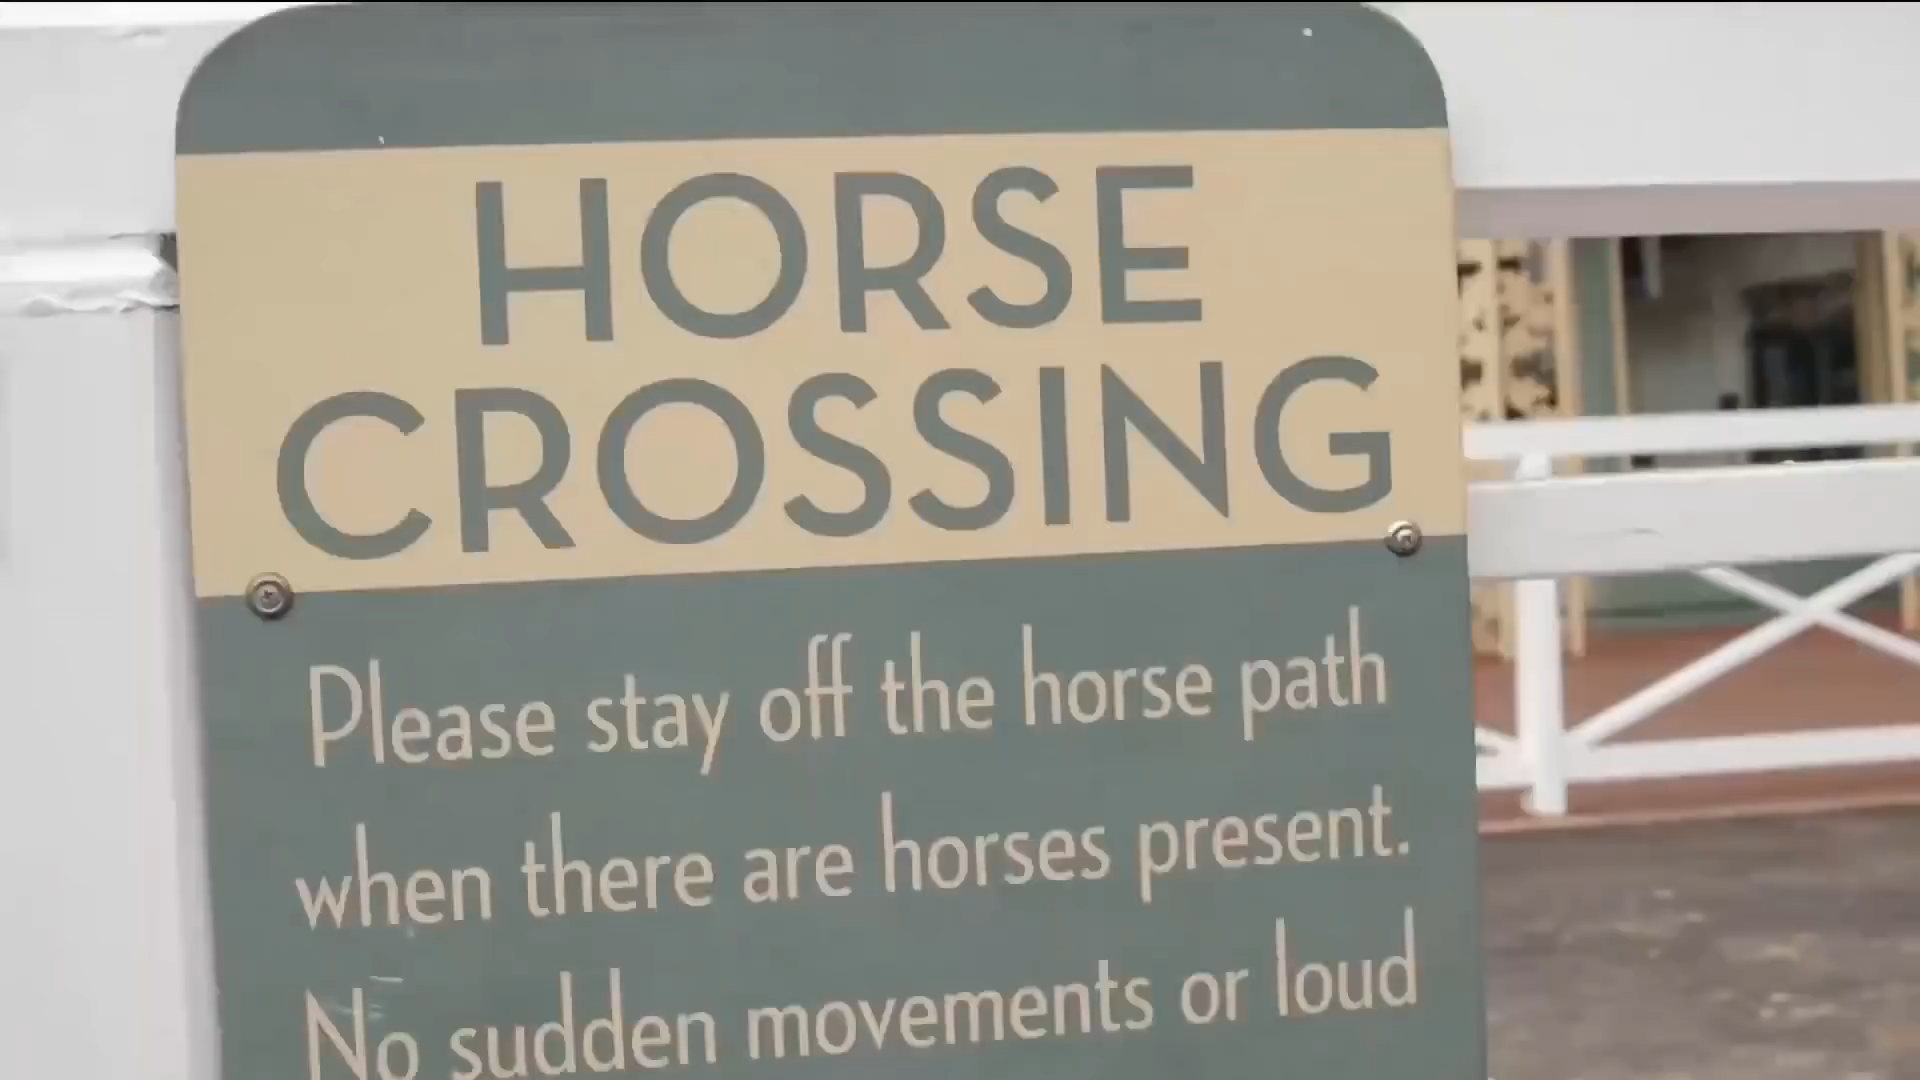 HORSE
CROSSING
Please stay off the horse path
when there are horses present.
No sudden movements or loud